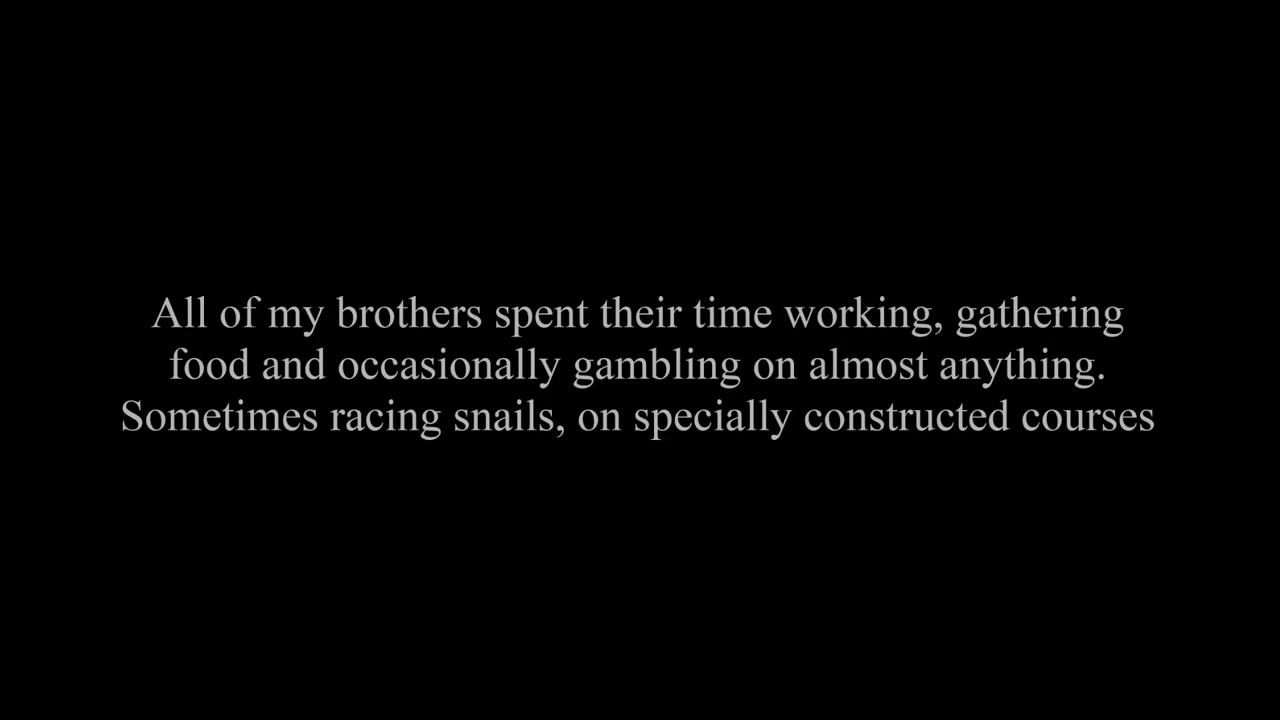 All of my brothers spent their time working, gathering
food and occasionally gambling on almost anything.
Sometimes racing snails, on specially constructed courses